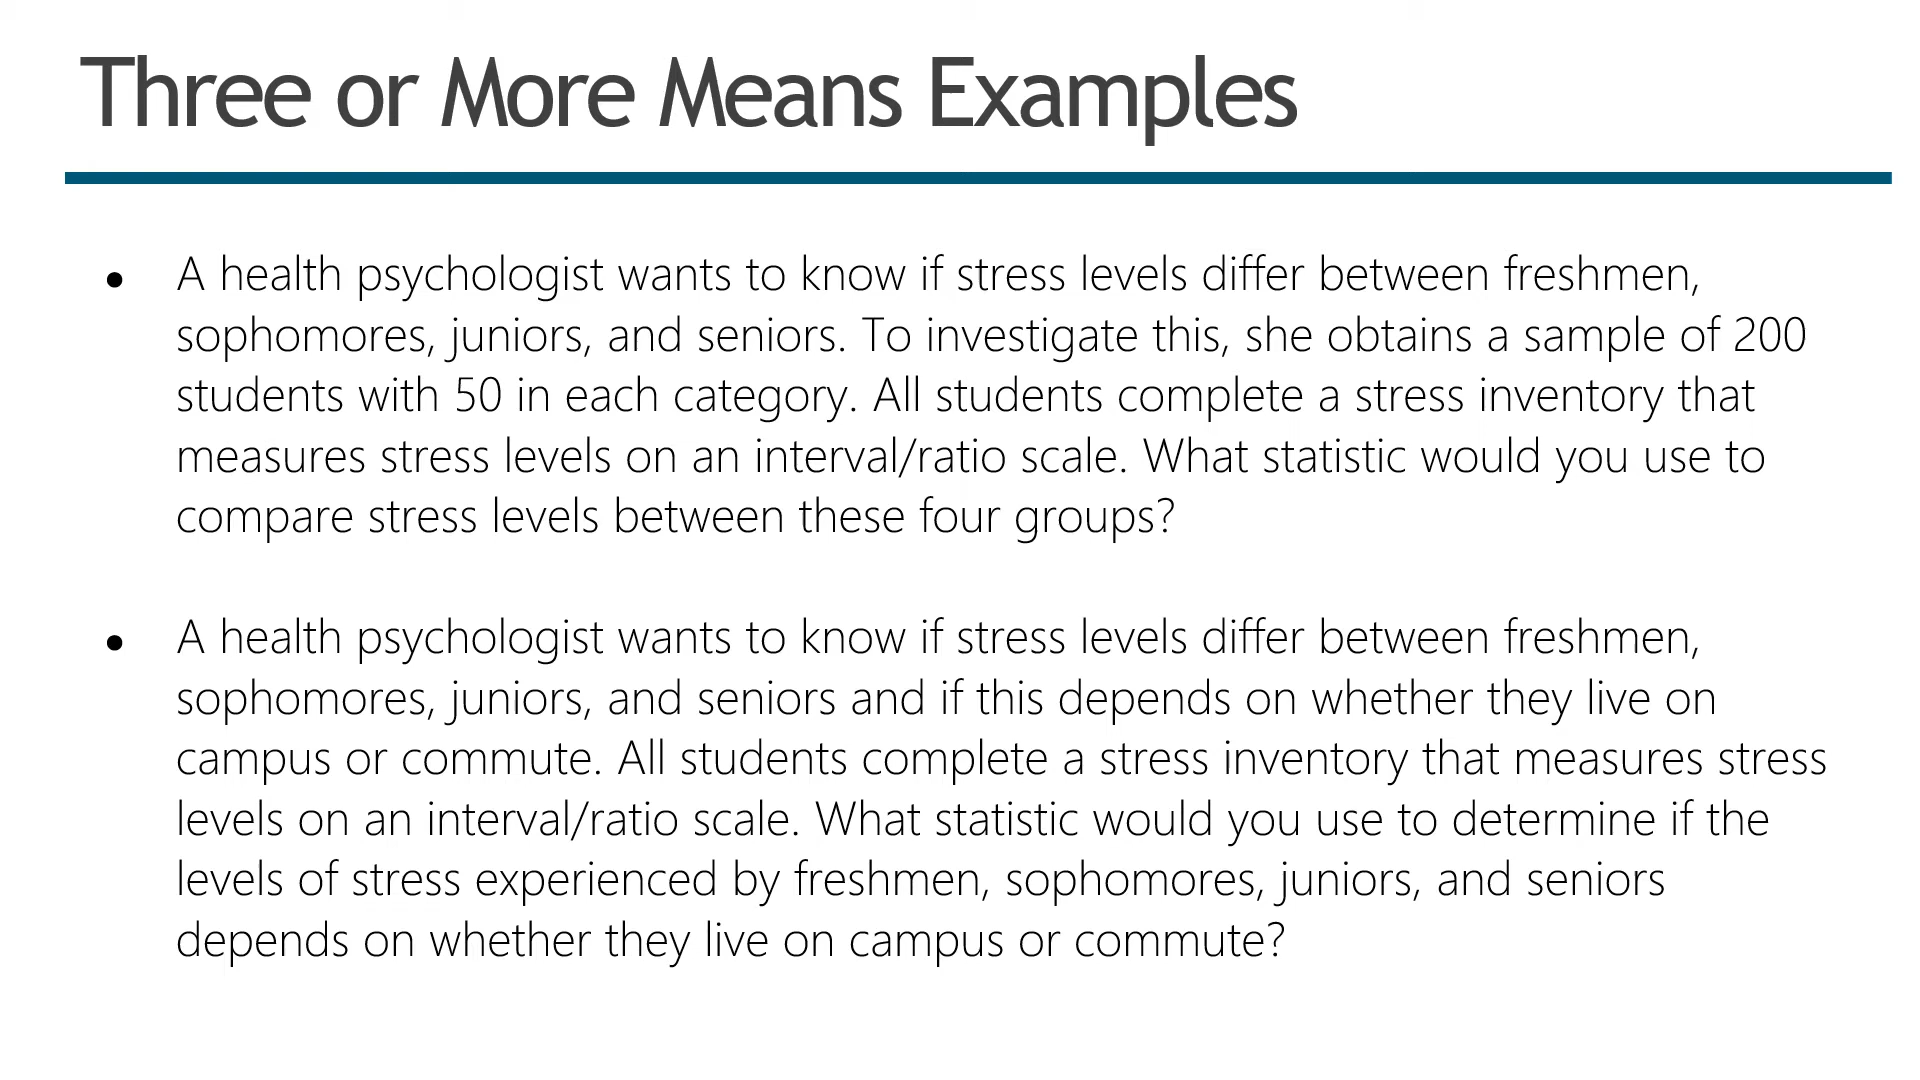 Three or More Means Examples
● A health psychologist wants to know if stress levels differ between freshmen,
sophomores, juniors, and seniors. To investigate this, she obtains a sample of 200
students with 50 in each category. All students complete a stress inventory that
measures stress levels on an interval/ratio scale. What statistic would you use to
compare stress levels between these four groups?
● A health psychologist wants to know if stress levels differ between freshmen,
sophomores, juniors, and seniors and if this depends on whether they live on
campus or commute. All students complete a stress inventory that measures stress
levels on an interval/ratio scale. What statistic would you use to determine if the
levels of stress experienced by freshmen, sophomores, juniors, and seniors
depends on whether they live on campus or commute?